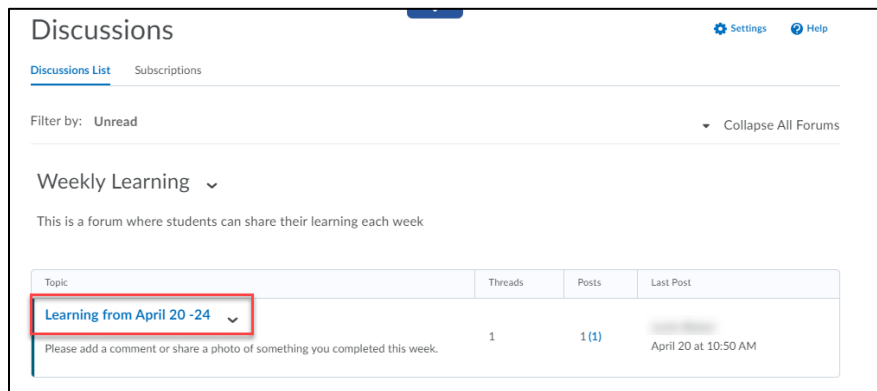 Discussions
Settings Help
Discussions List Subscriptions
Filter by: Unread
Collapse All Forums
Weekly Learning
This is a forum where students can share their learning each week
Topic Threads Posts Last Post
Learning from April 20 -24
Please add a comment or share a photo of something you completed this week.
1 1 (1)
April 20 at 10:50 AM